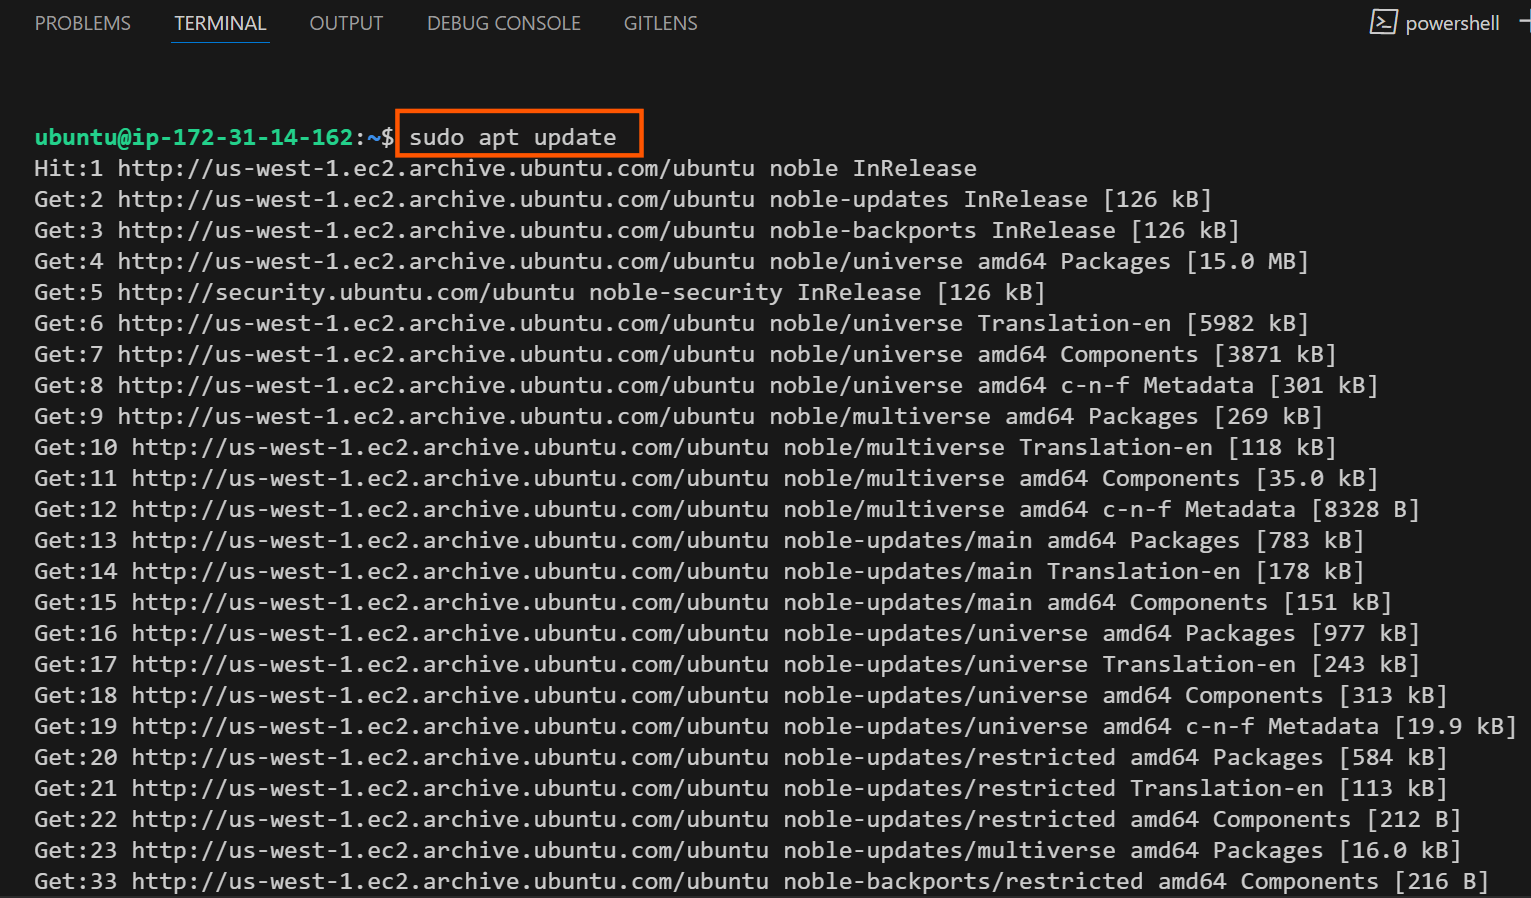 PROBLEMS TERMINAL OUTPUT DEBUG CONSOLE GITLENS powershell
ubuntu@ip-172-31-14-162:~$ sudo apt update
Hit:1 http://us-west-1.ec2.archive.ubuntu.com/ubuntu noble InRelease
Get:2 http://us-west-1.ec2.archive.ubuntu.com/ubuntu noble-updates InRelease [126 kB]
Get:3 http://us-west-1.ec2.archive.ubuntu.com/ubuntu noble-backports InRelease [126 kB]
Get:4 http://us-west-1.ec2.archive.ubuntu.com/ubuntu noble/universe amd64 Packages [15.0 MB]
Get:5 http://security.ubuntu.com/ubuntu noble-security InRelease [126 kB]
Get:6 http://us-west-1.ec2.archive.ubuntu.com/ubuntu noble/universe Translation-en [5982 kB]
Get:7 http://us-west-1.ec2.archive.ubuntu.com/ubuntu noble/universe amd64 Components [3871 kB]
Get:8 http://us-west-1.ec2.archive.ubuntu.com/ubuntu noble/universe amd64 c-n-f Metadata [301 kB]
Get:9 http://us-west-1.ec2.archive.ubuntu.com/ubuntu noble/multiverse amd64 Packages [269 kB]
Get:10 http://us-west-1.ec2.archive.ubuntu.com/ubuntu noble/multiverse Translation-en [118 kB]
Get:11 http://us-west-1.ec2.archive.ubuntu.com/ubuntu noble/multiverse amd64 Components [35.0 kB]
Get:12 http://us-west-1.ec2.archive.ubuntu.com/ubuntu noble/multiverse amd64 c-n-f Metadata [8328 B]
Get:13 http://us-west-1.ec2.archive.ubuntu.com/ubuntu noble-updates/main amd64 Packages [783 kB]
Get:14 http://us-west-1.ec2.archive.ubuntu.com/ubuntu noble-updates/main Translation-en [178 kB]
Get:15 http://us-west-1.ec2.archive.ubuntu.com/ubuntu noble-updates/main amd64 Components [151 kB]
Get:16 http://us-west-1.ec2.archive.ubuntu.com/ubuntu noble-updates/universe amd64 Packages [977 kB]
Get:17 http://us-west-1.ec2.archive.ubuntu.com/ubuntu noble-updates/universe Translation-en [243 kB]
Get:18 http://us-west-1.ec2.archive.ubuntu.com/ubuntu noble-updates/universe amd64 Components [313 kB]
Get:19 http://us-west-1.ec2.archive.ubuntu.com/ubuntu noble-updates/universe amd64 c-n-f Metadata [19.9 kB]
Get:20 http://us-west-1.ec2.archive.ubuntu.com/ubuntu noble-updates/restricted amd64 Packages [584 kB]
Get:21 http://us-west-1.ec2.archive.ubuntu.com/ubuntu noble-updates/restricted Translation-en [113 kB]
Get:22 http://us-west-1.ec2.archive.ubuntu.com/ubuntu noble-updates/restricted amd64 Components [212 B]
Get:23 http://us-west-1.ec2.archive.ubuntu.com/ubuntu noble-updates/multiverse amd64 Packages [16.0 kB]
Get:33 http://us-west-1.ec2.archive.ubuntu.com/ubuntu noble-backports/restricted amd64 Components [216 B]